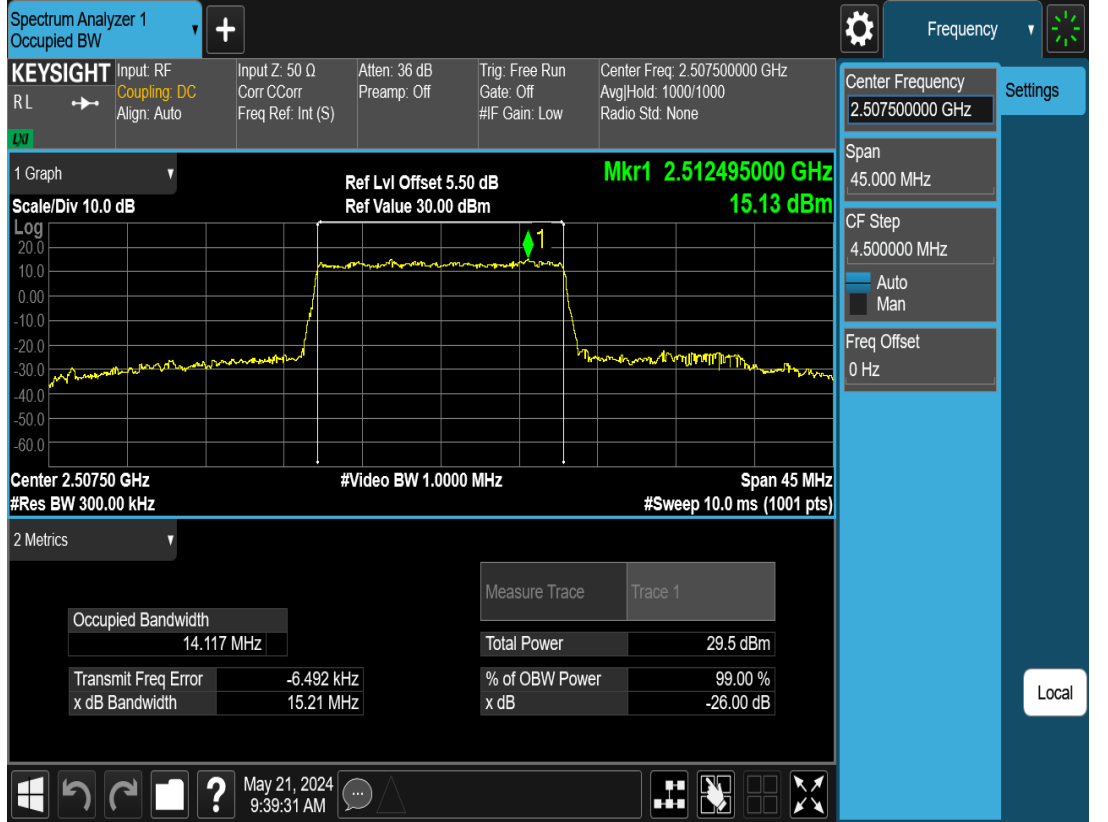 Spectrum Analyzer 1
Occupied BW
+
Frequency
KEYSIGHT
RL
LXI
Input: RF
Coupling: DC
Align: Auto
Input Z: 50 Ω
Corr CCorr
Freq Ref: Int (S)
Atten: 36 dB
Preamp: Off
Trig: Free Run
Gate: Off
#IF Gain: Low
Center Freq: 2.507500000 GHz
Avg|Hold: 1000/1000
Radio Std: None
Center Frequency
2.507500000 GHz
Settings
Span
45.000 MHz
CF Step
4.500000 MHz
Auto
Man
Freq Offset
0 Hz
Local
1 Graph
Scale/Div 10.0 dB
Ref Lvl Offset 5.50 dB
Ref Value 30.00 dBm
Mkr1 2.512495000 GHz
15.13 dBm
Log
20.0
10.0
0.00
-10.0
-20.0
-30.0
-40.0
-50.0
-60.0
1
Center 2.50750 GHz
#Video BW 1.0000 MHz
Span 45 MHz
#Res BW 300.00 kHz
#Sweep 10.0 ms (1001 pts)
2 Metrics
Measure Trace
Trace 1
Occupied Bandwidth
14.117 MHz
Total Power
29.5 dBm
Transmit Freq Error
-6.492 kHz
% of OBW Power
99.00 %
x dB Bandwidth
15.21 MHz
x dB
-26.00 dB
?
May 21, 2024
9:39:31 AM